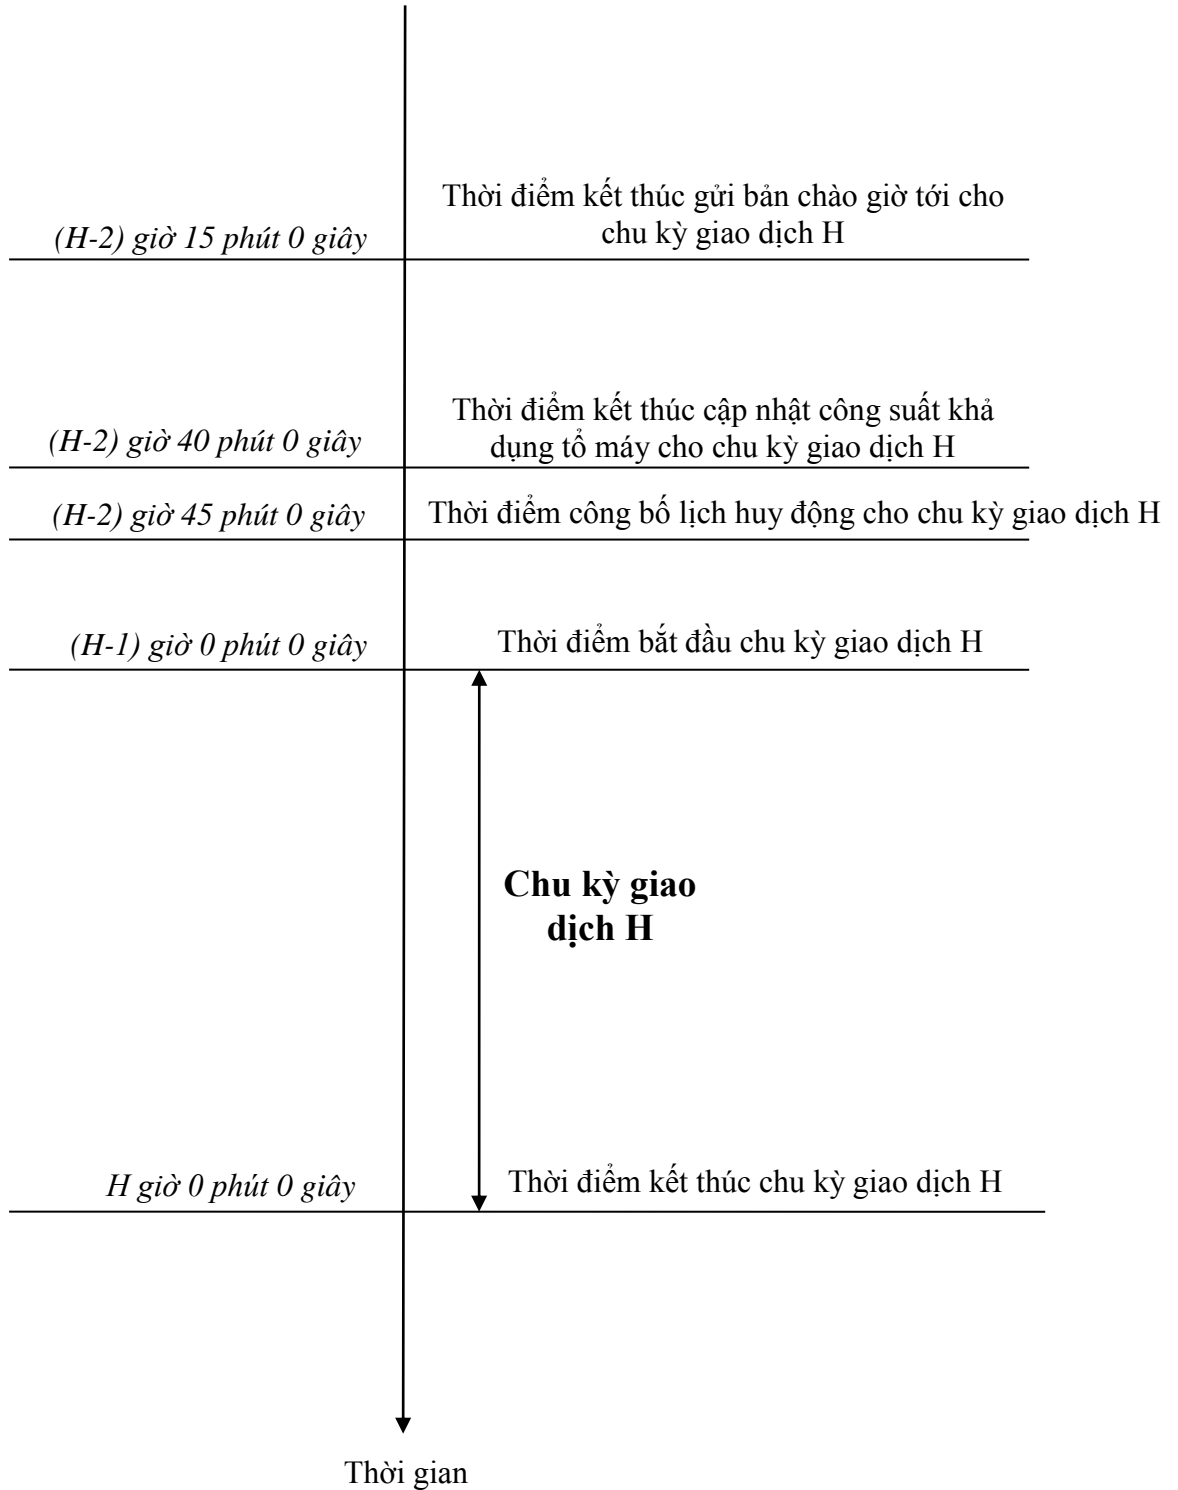 Thời điểm kết thúc gửi bản chào giờ tới cho
chu kỳ giao dịch H
(H-2) giờ 15 phút 0 giây
Thời điểm kết thúc cập nhật công suất khả
dụng tổ máy cho chu kỳ giao dịch H
(H-2) giờ 40 phút 0 giây
(H-2) giờ 45 phút 0 giây
Thời điểm công bố lịch huy động cho chu kỳ giao dịch H
(H-1) giờ 0 phút 0 giây
Thời điểm bắt đầu chu kỳ giao dịch H
Chu kỳ giao
dịch H
H giờ 0 phút 0 giây
Thời điểm kết thúc chu kỳ giao dịch H
Thời gian